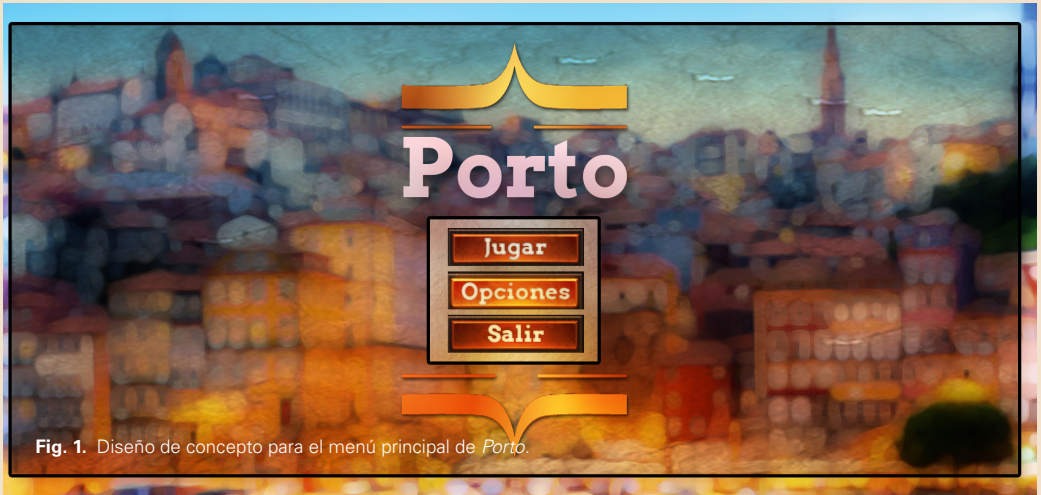 Porto
Jugar
Opciones
Salir
Fig. 1. Diseño de concepto para el menú principal de Porto.